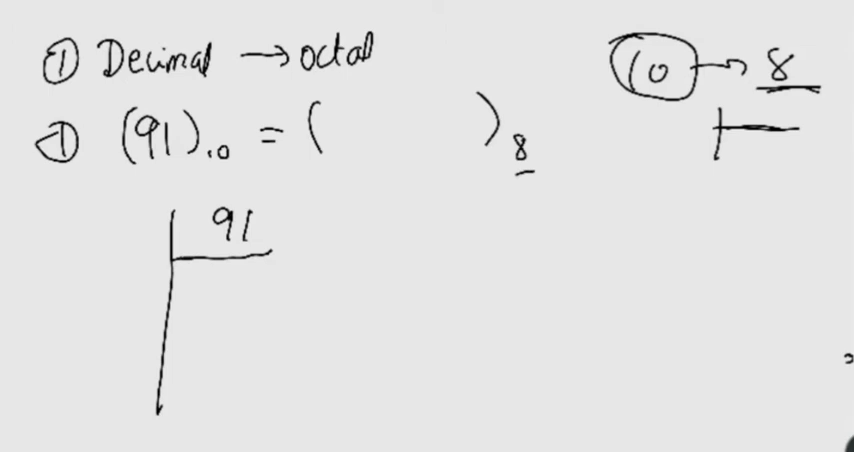 ① Decimal → octal
10 → 8
① (91)10 = ( )8
91